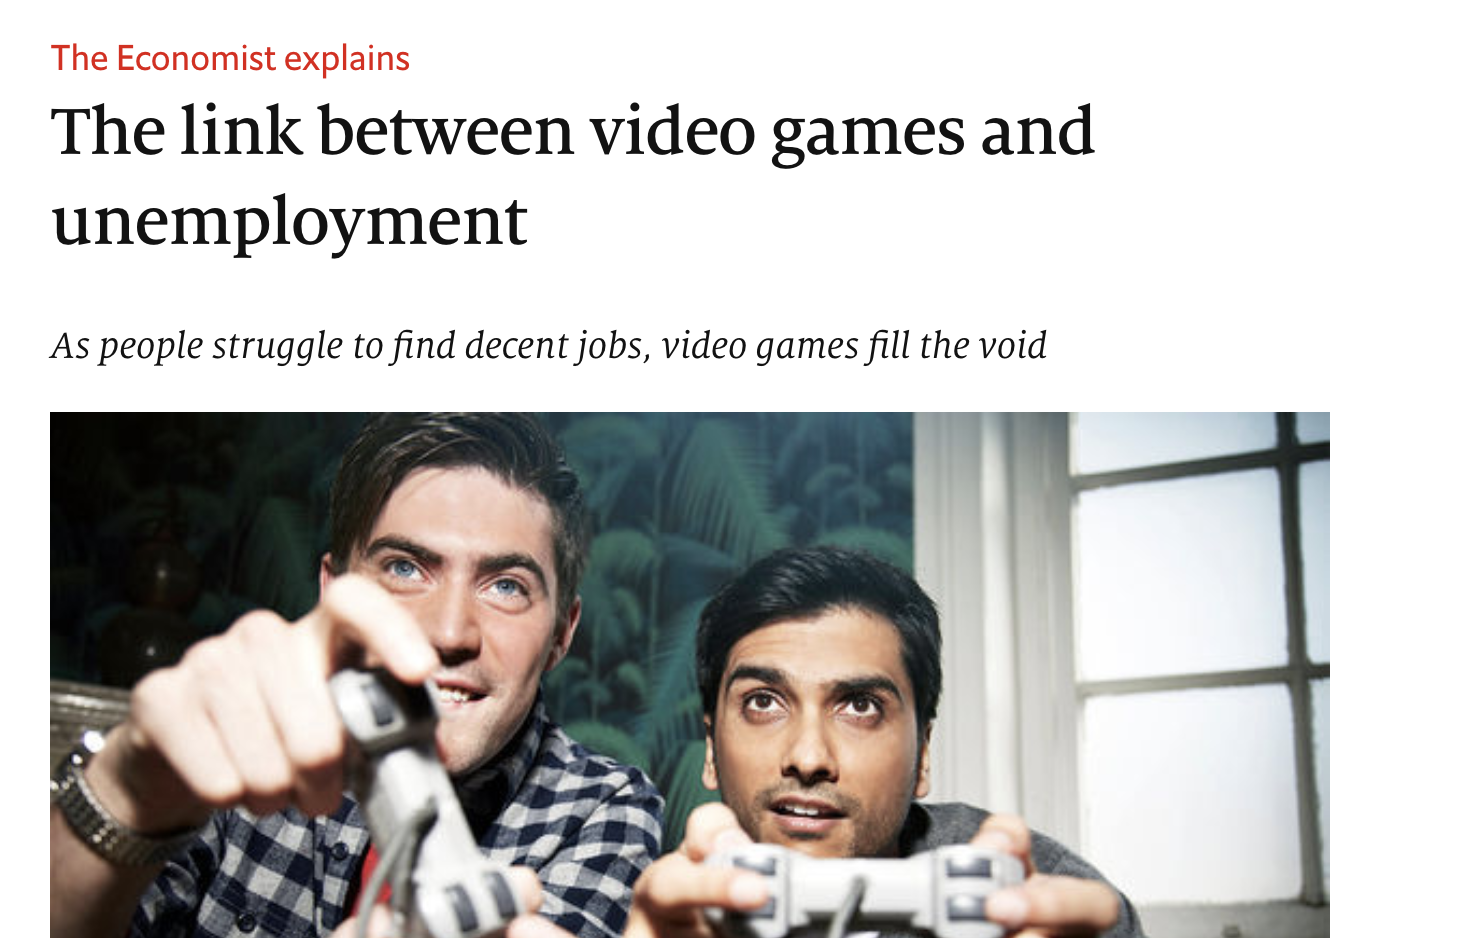 The Economist explains
The link between video games and
unemployment
As people struggle to find decent jobs, video games fill the void